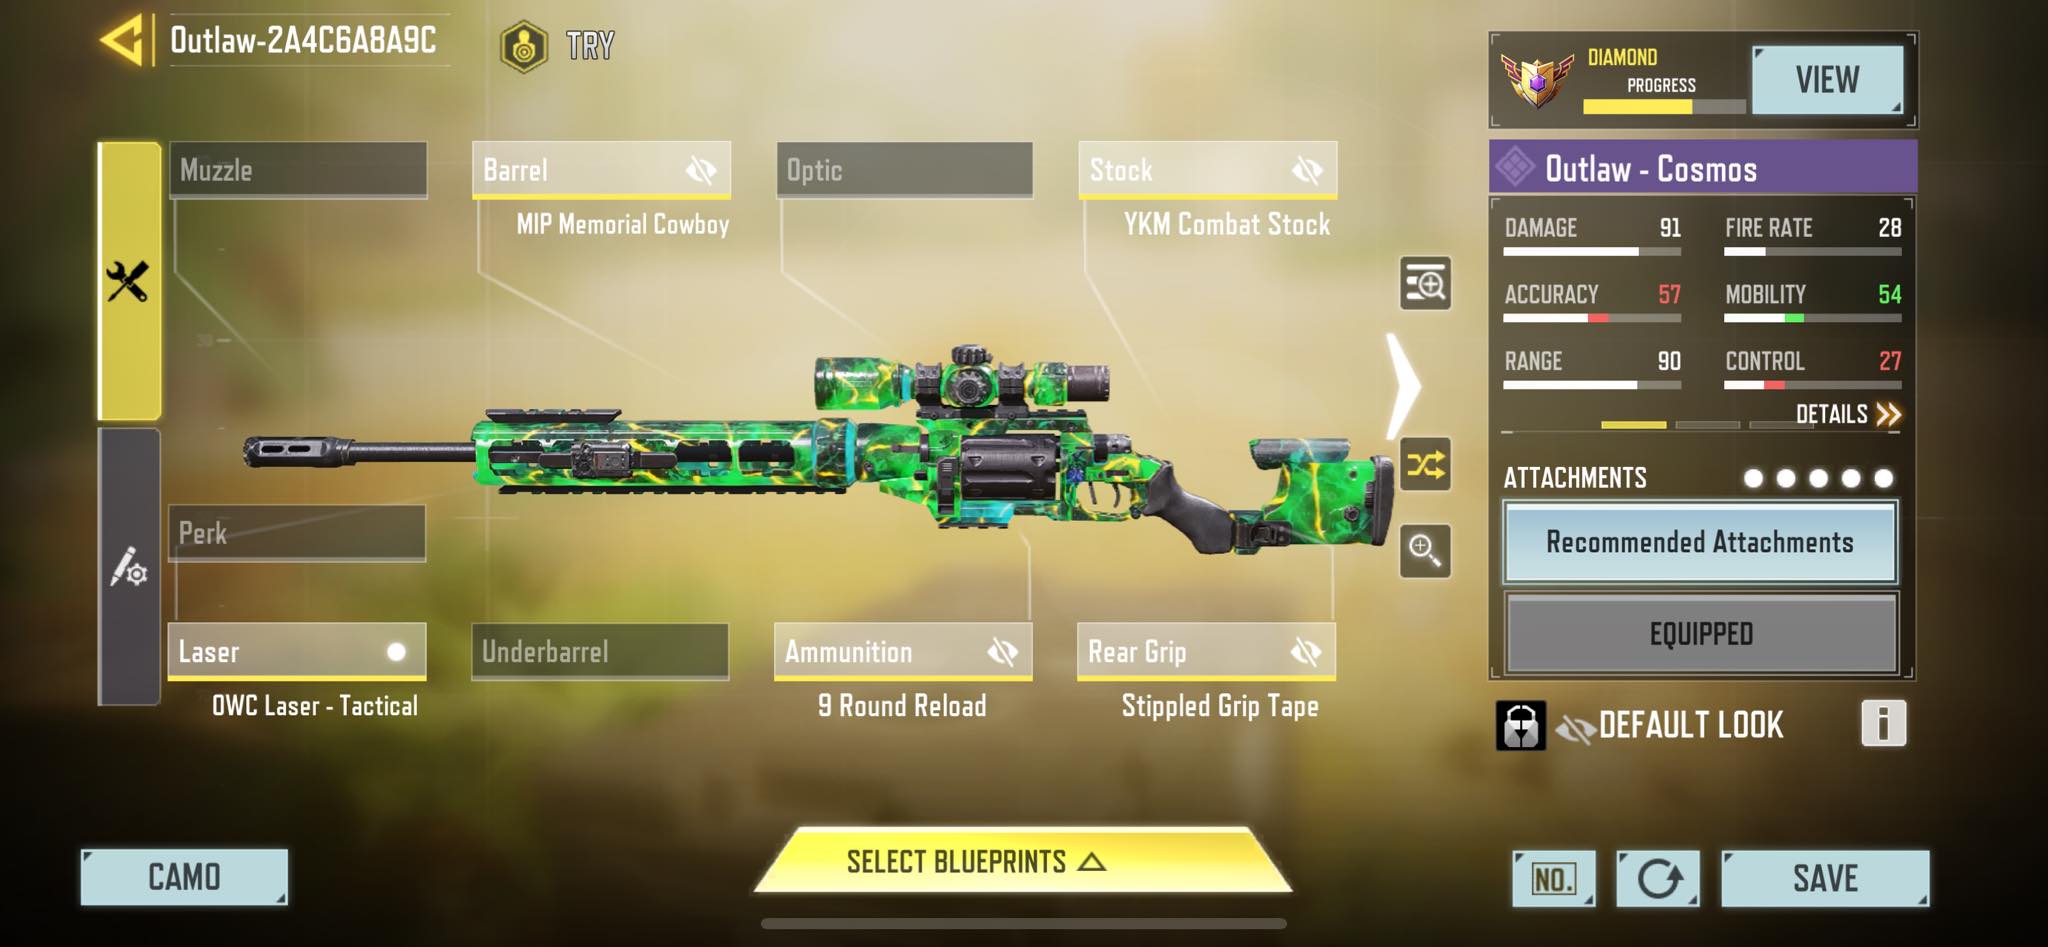 Outlaw-2A4C6A8A9C
TRY
DIAMOND
PROGRESS
VIEW
Muzzle
Barrel
MIP Memorial Cowboy
Optic
Stock
YKM Combat Stock
Outlaw - Cosmos
DAMAGE 91
FIRE RATE 28
ACCURACY 57
MOBILITY 54
RANGE 90
CONTROL 27
DETAILS
ATTACHMENTS
Recommended Attachments
EQUIPPED
Perk
Laser
OWC Laser - Tactical
Underbarrel
Ammunition
9 Round Reload
Rear Grip
Stippled Grip Tape
DEFAULT LOOK
i
CAMO
SELECT BLUEPRINTS
NO.
SAVE